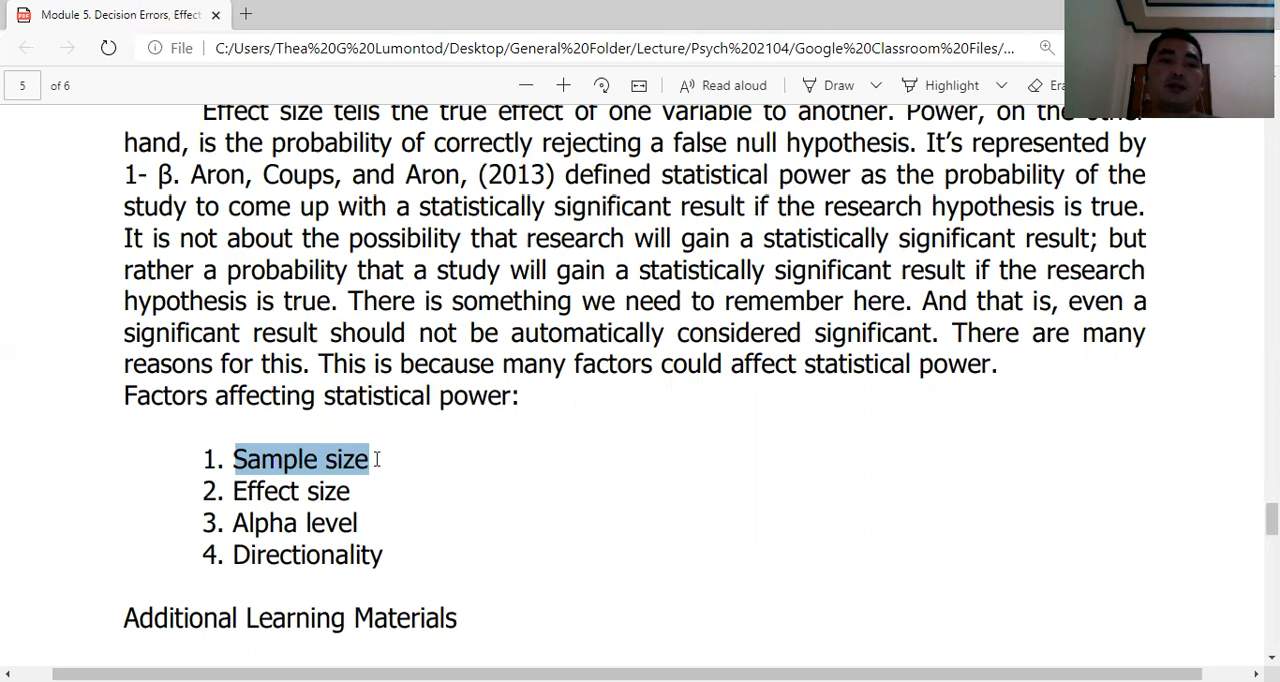 Module 5. Decision Errors, Effect
File
C:/Users/Thea%20G%20Lumontod/Desktop/General%20Folder/Lecture/Psych%202104/Google%20Classroom%20Files/...
5 of 6
Read aloud
Draw
Highlight
Era
Effect size tells the true effect of one variable to another. Power, on the other
hand, is the probability of correctly rejecting a false null hypothesis. It’s represented by
1- β. Aron, Coups, and Aron, (2013) defined statistical power as the probability of the
study to come up with a statistically significant result if the research hypothesis is true.
It is not about the possibility that research will gain a statistically significant result; but
rather a probability that a study will gain a statistically significant result if the research
hypothesis is true. There is something we need to remember here. And that is, even a
significant result should not be automatically considered significant. There are many
reasons for this. This is because many factors could affect statistical power.
Factors affecting statistical power:
1. Sample size
2. Effect size
3. Alpha level
4. Directionality
Additional Learning Materials